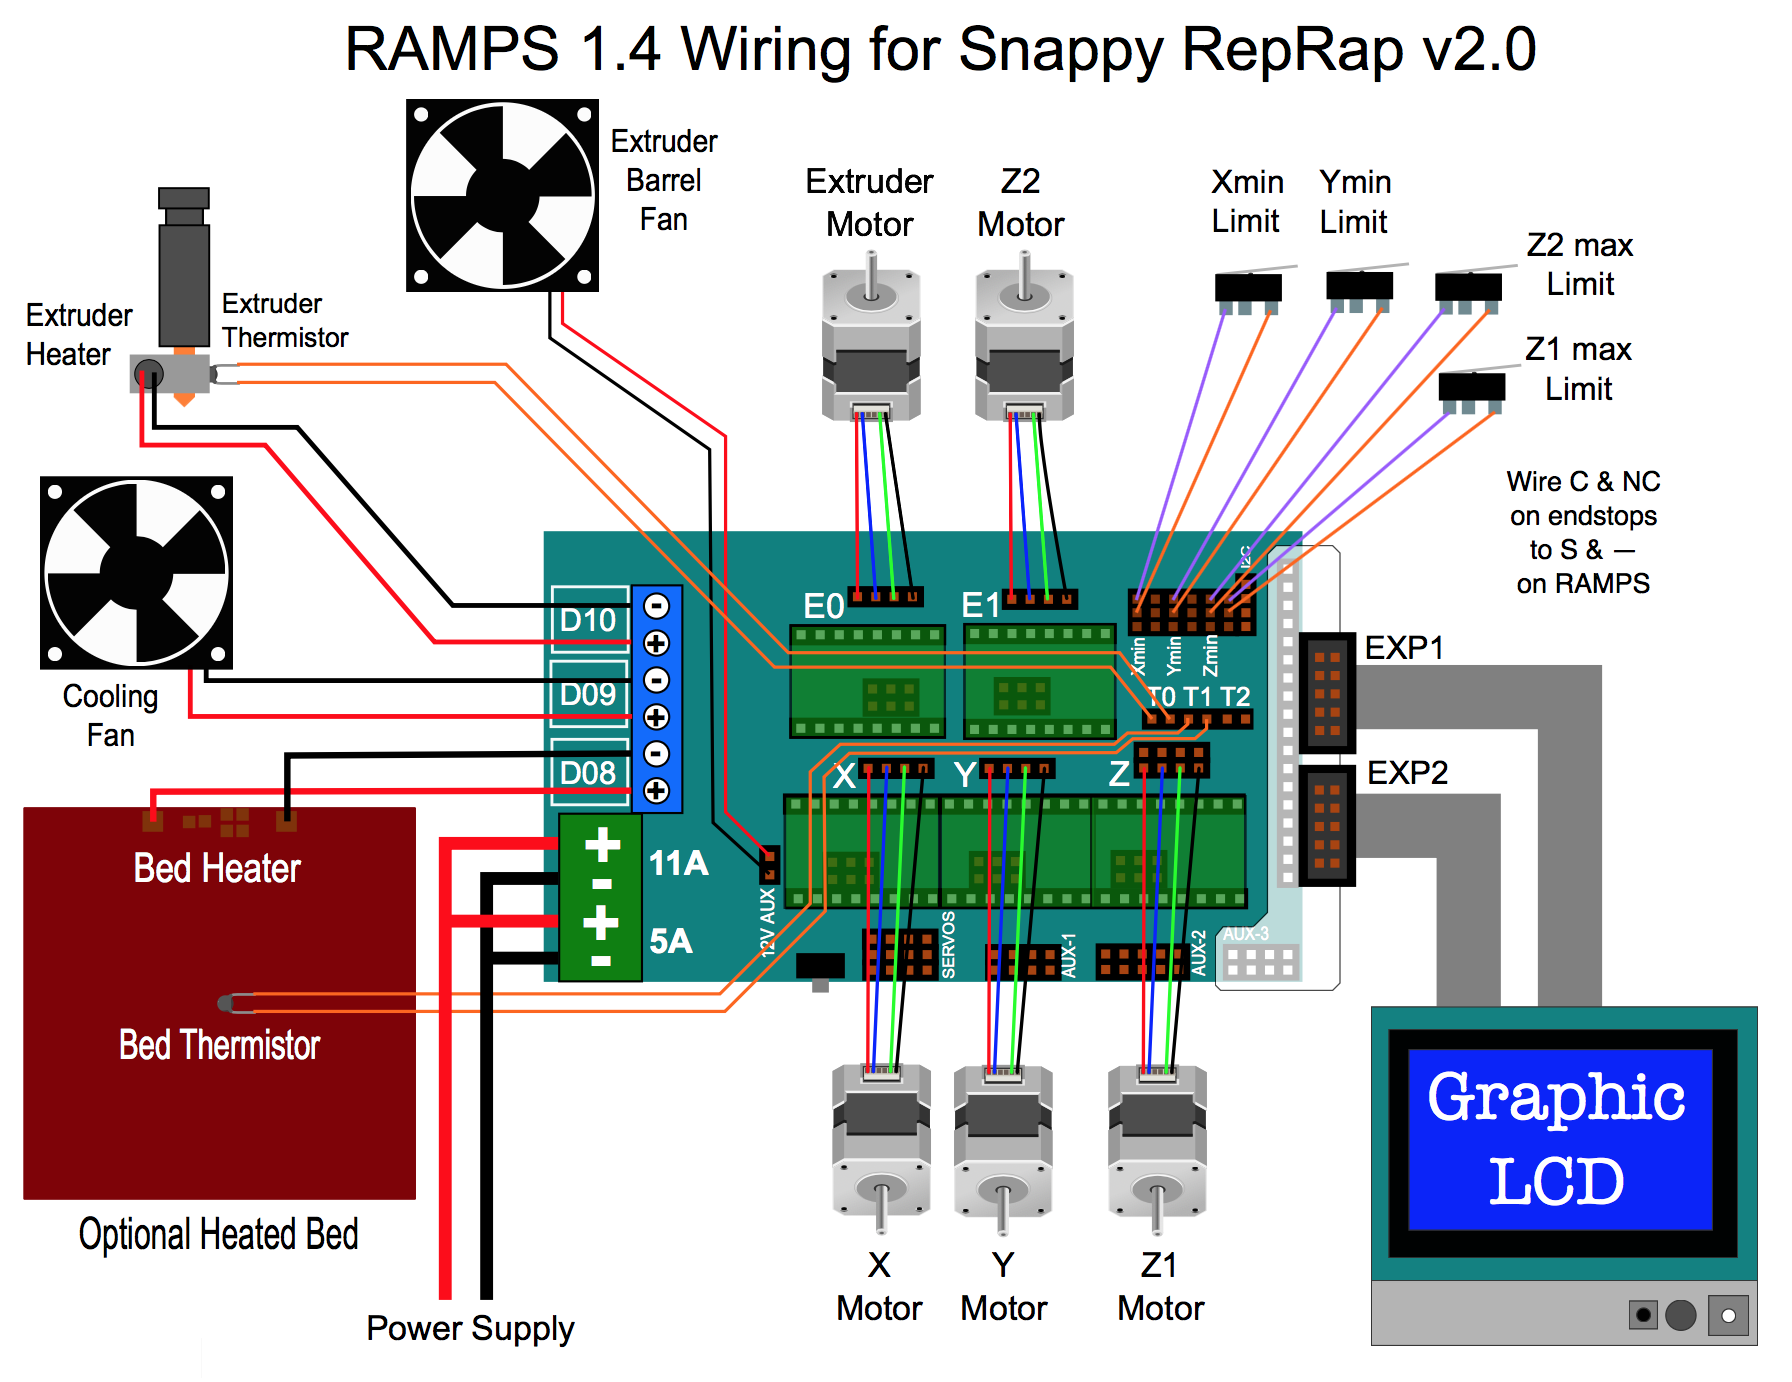 RAMPS 1.4 Wiring for Snappy RepRap v2.0
Extruder
Barrel
Fan
Extruder
Motor
Z2
Motor
Xmin
Limit
Ymin
Limit
Z2 max
Limit
Z1 max
Limit
Extruder
Heater
Extruder
Thermistor
Wire C & NC
on endstops
to S & —
on RAMPS
Cooling
Fan
D10
D09
D08
-
+
-
+
-
+
E0
E1
I2C
Xmin
Ymin
Zmin
T0 T1 T2
EXP1
EXP2
X
Y
Z
+
-
+
-
11A
5A
12V AUX
SERVOS
AUX-1
AUX-2
AUX-3
Bed Heater
Bed Thermistor
Optional Heated Bed
Power Supply
X
Motor
Y
Motor
Z1
Motor
Graphic
LCD